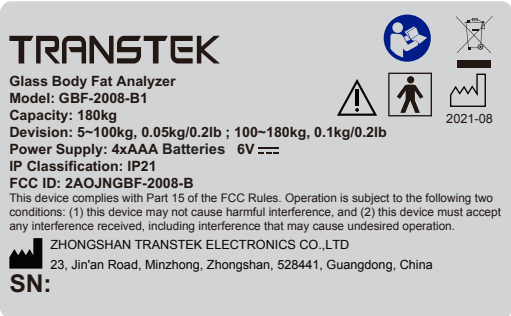 TRANSTEK
Glass Body Fat Analyzer
Model: GBF-2008-B1
Capacity: 180kg
Devision: 5~100kg, 0.05kg/0.2lb ; 100~180kg, 0.1kg/0.2lb
Power Supply: 4xAAA Batteries 6V
IP Classification: IP21
FCC ID: 2AOJNGBF-2008-B
2021-08
This device complies with Part 15 of the FCC Rules. Operation is subject to the following two
conditions: (1) this device may not cause harmful interference, and (2) this device must accept
any interference received, including interference that may cause undesired operation.
ZHONGSHAN TRANSTEK ELECTRONICS CO.,LTD
23, Jin'an Road, Minzhong, Zhongshan, 528441, Guangdong, China
SN: